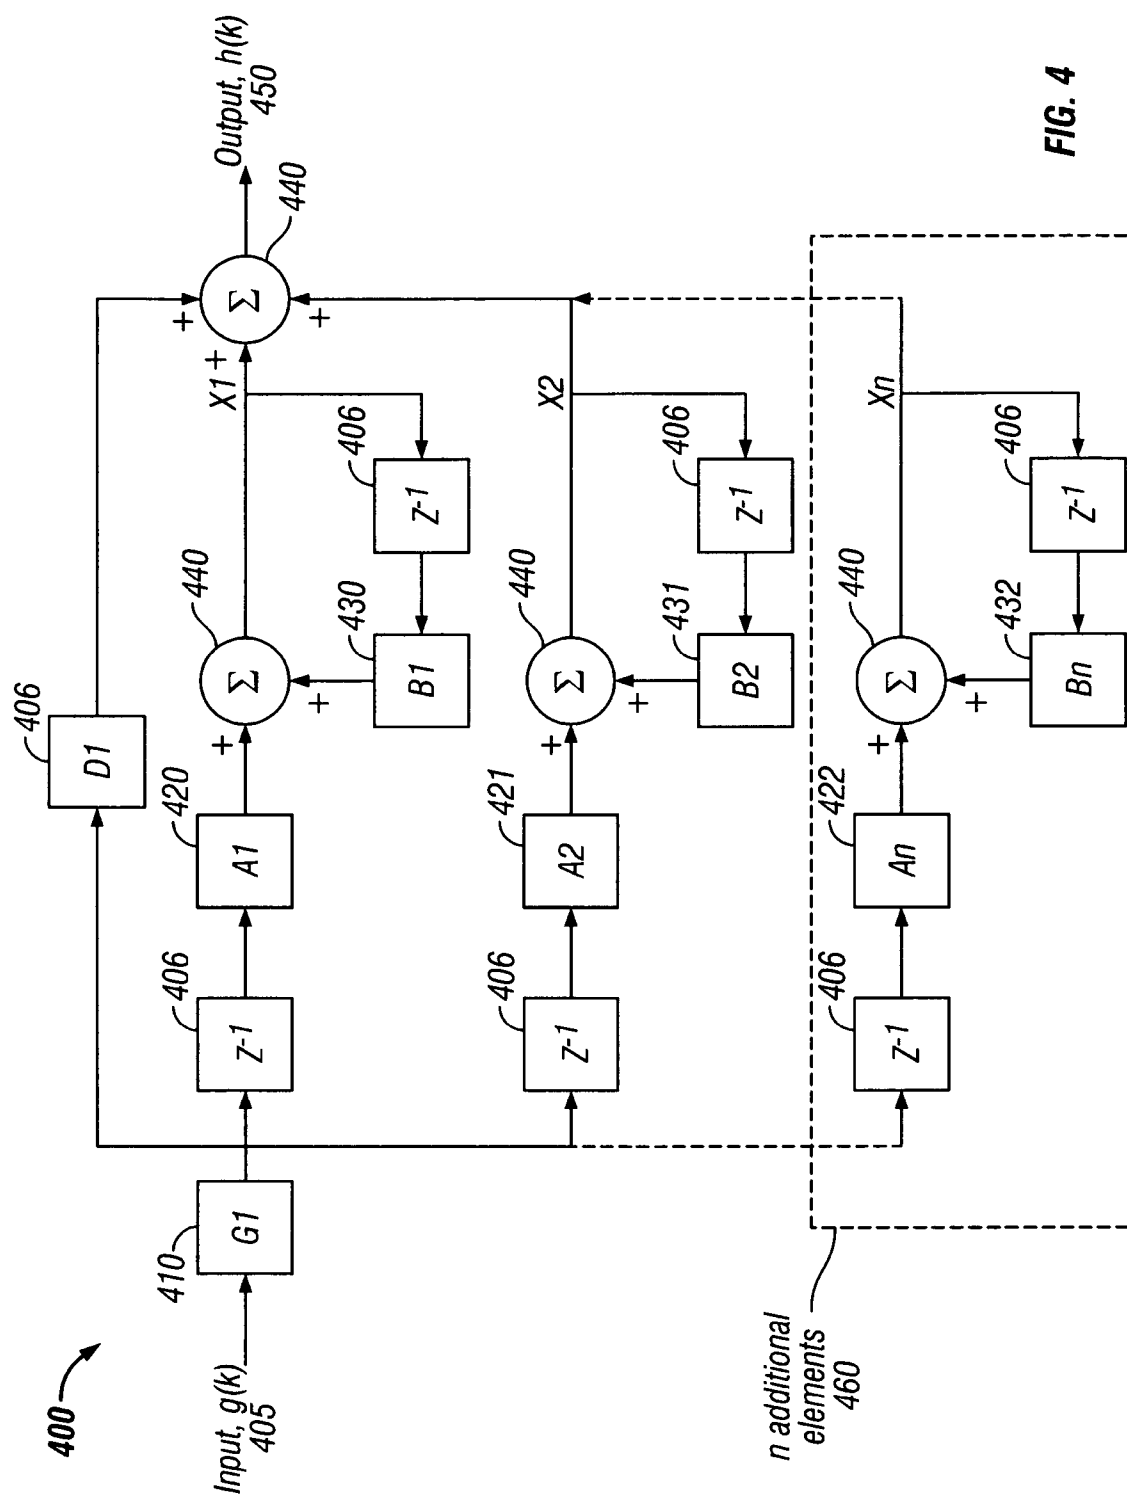 400
Input, g(k)
405
410
G1
406
D1
406
Z-1
420
A1
440
Σ
+
+
X1
+
+
+
440
Σ
Output, h(k)
450
430
B1
406
Z-1
406
Z-1
421
A2
440
Σ
+
+
X2
431
B2
406
Z-1
n additional
elements
460
406
Z-1
422
An
440
Σ
+
+
Xn
432
Bn
406
Z-1
FIG. 4